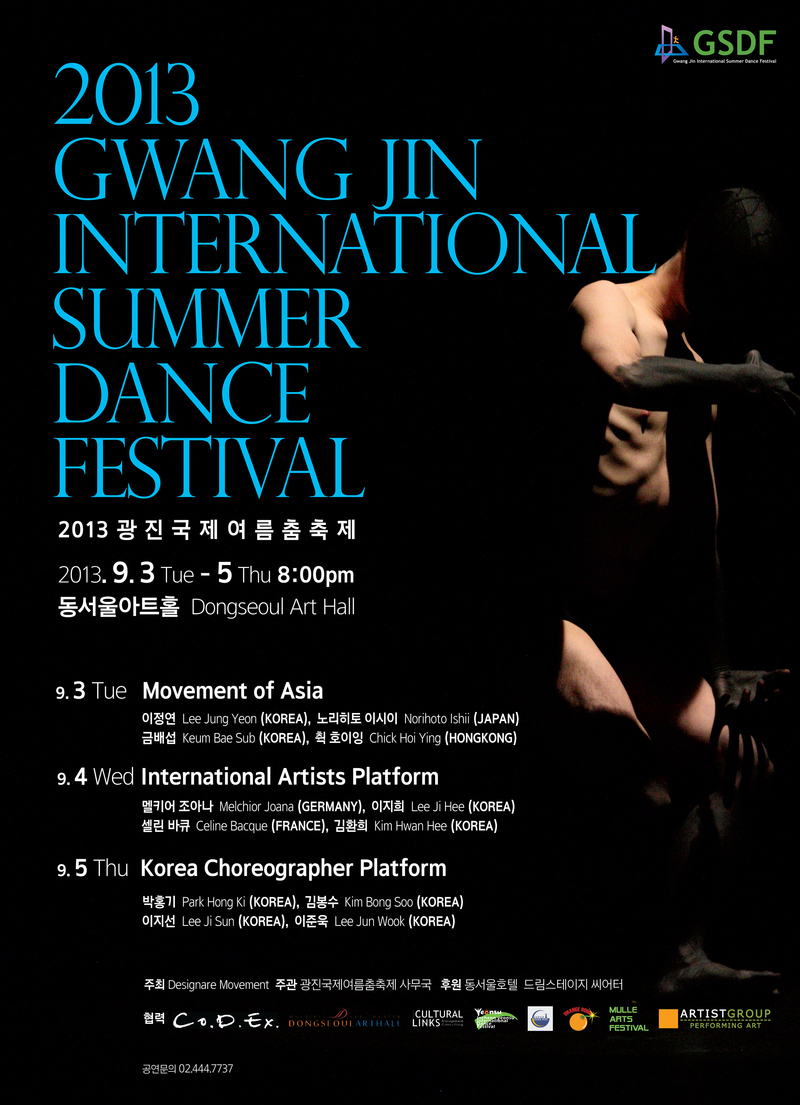 GSDF
Gwang Jin International Summer Dance Festival
2013
GWANG JIN
INTERNATIONAL
SUMMER
DANCE
FESTIVAL
2013 광진국제여름춤축제
2013. 9. 3 Tue - 5 Thu 8:00pm
동서울아트홀 Dongseoul Art Hall
9. 3 Tue Movement of Asia
이정연 Lee Jung Yeon (KOREA), 노리히토 이시이 Norihoto Ishii (JAPAN)
금배섭 Keum Bae Sub (KOREA), 췩 호이잉 Chick Hoi Ying (HONGKONG)
9. 4 Wed International Artists Platform
멜키어 조아나 Melchior Joana (GERMANY), 이지희 Lee Ji Hee (KOREA)
셀린 바큐 Celine Bacque (FRANCE), 김환희 Kim Hwan Hee (KOREA)
9. 5 Thu Korea Choreographer Platform
박홍기 Park Hong Ki (KOREA), 김봉수 Kim Bong Soo (KOREA)
이지선 Lee Ji Sun (KOREA), 이준욱 Lee Jun Wook (KOREA)
주최 Designare Movement 주관 광진국제여름춤축제 사무국 후원 동서울호텔 드림스테이지 씨어터
협력 Co.D.Ex. DONGSEOUL ARTHALL CULTURAL LINKS Yeonsu Festival MULLE ARTS FESTIVAL ARTISTGROUP PERFORMING ART
공연문의 02.444.7737